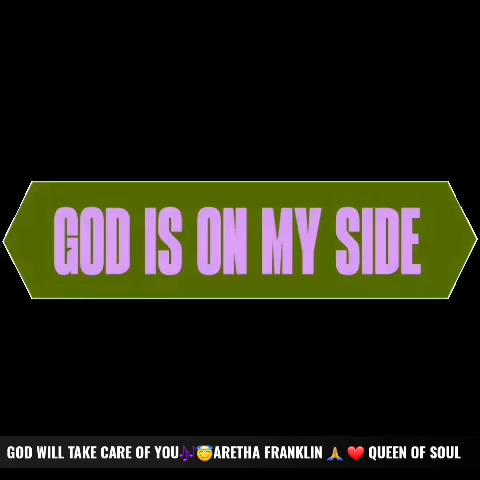 GOD IS ON MY SIDE
GOD WILL TAKE CARE OF YOU🎶😇ARETHA FRANKLIN 🙏 ❤️ QUEEN OF SOUL